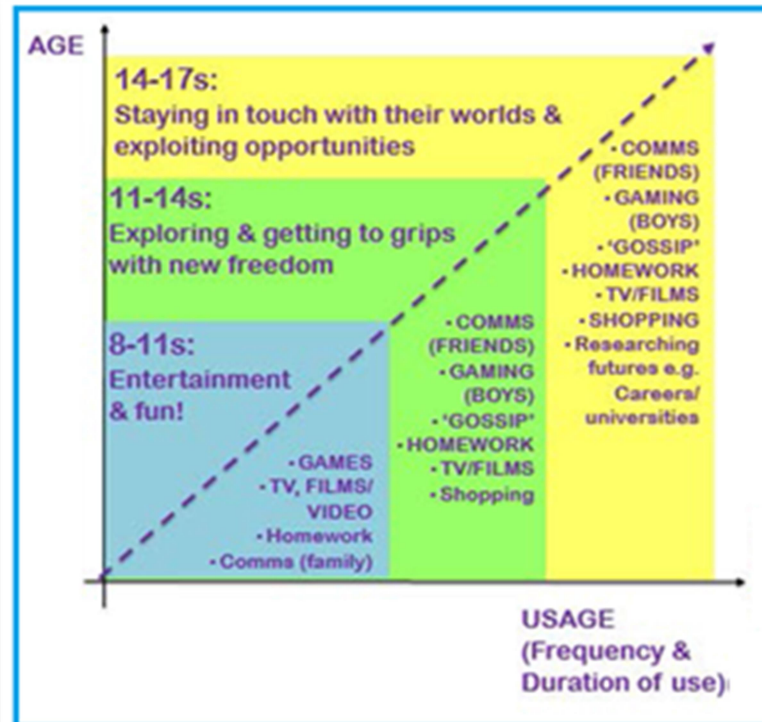 AGE
14-17s:
Staying in touch with their worlds &
exploiting opportunities
• COMMS
(FRIENDS)
• GAMING
(BOYS)
• 'GOSSIP'
• HOMEWORK
• TV/FILMS
• SHOPPING
• Researching
futures e.g.
Careers/
universities
11-14s:
Exploring & getting to grips
with new freedom
• COMMS
(FRIENDS)
• GAMING
(BOYS)
• 'GOSSIP'
• HOMEWORK
• TV/FILMS
• Shopping
8-11s:
Entertainment
& fun!
• GAMES
• TV, FILMS/
VIDEO
• Homework
• Comms (family)
USAGE
(Frequency &
Duration of use)